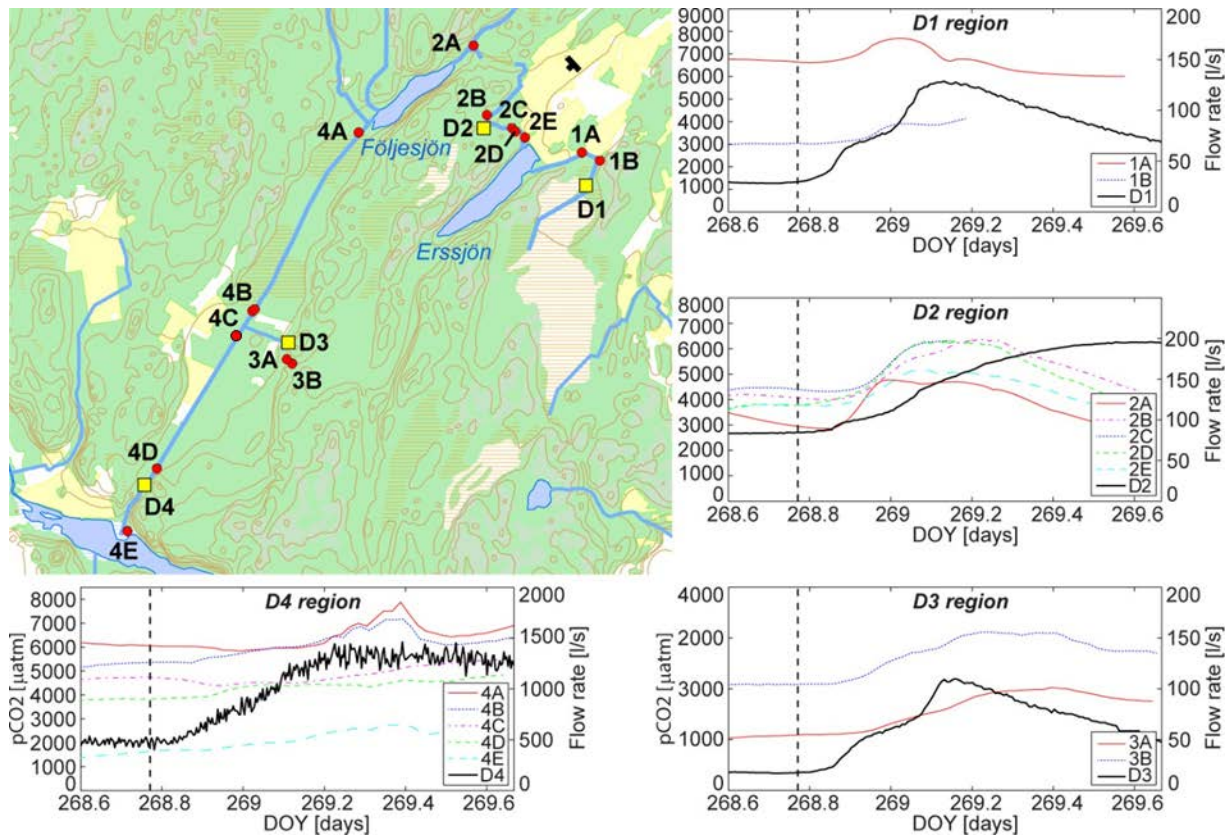 2A
2B
2C
2E
D2
2D
4A
Följesjön
1A
1B
D1
Erssjön
4B
4C
D3
3A
3B
4D
D4
4E
D1 region
9000
8000
7000
6000
5000
4000
3000
2000
1000
0
200
150
100
50
0
Flow rate [l/s]
1A
1B
D1
268.6 268.8 269 269.2 269.4 269.6
DOY [days]
D2 region
8000
7000
6000
5000
4000
3000
2000
1000
0
200
150
100
50
0
Flow rate [l/s]
2A
2B
2C
2D
2E
D2
268.6 268.8 269 269.2 269.4 269.6
DOY [days]
D4 region
pCO2 [µatm]
8000
7000
6000
5000
4000
3000
2000
1000
0
2000
1500
1000
500
0
Flow rate [l/s]
4A
4B
4C
4D
4E
D4
268.6 268.8 269 269.2 269.4 269.6
DOY [days]
D3 region
4000
2000
3000
1000
0
200
150
100
50
0
Flow rate [l/s]
3A
3B
D3
268.6 268.8 269 269.2 269.4 269.6
DOY [days]